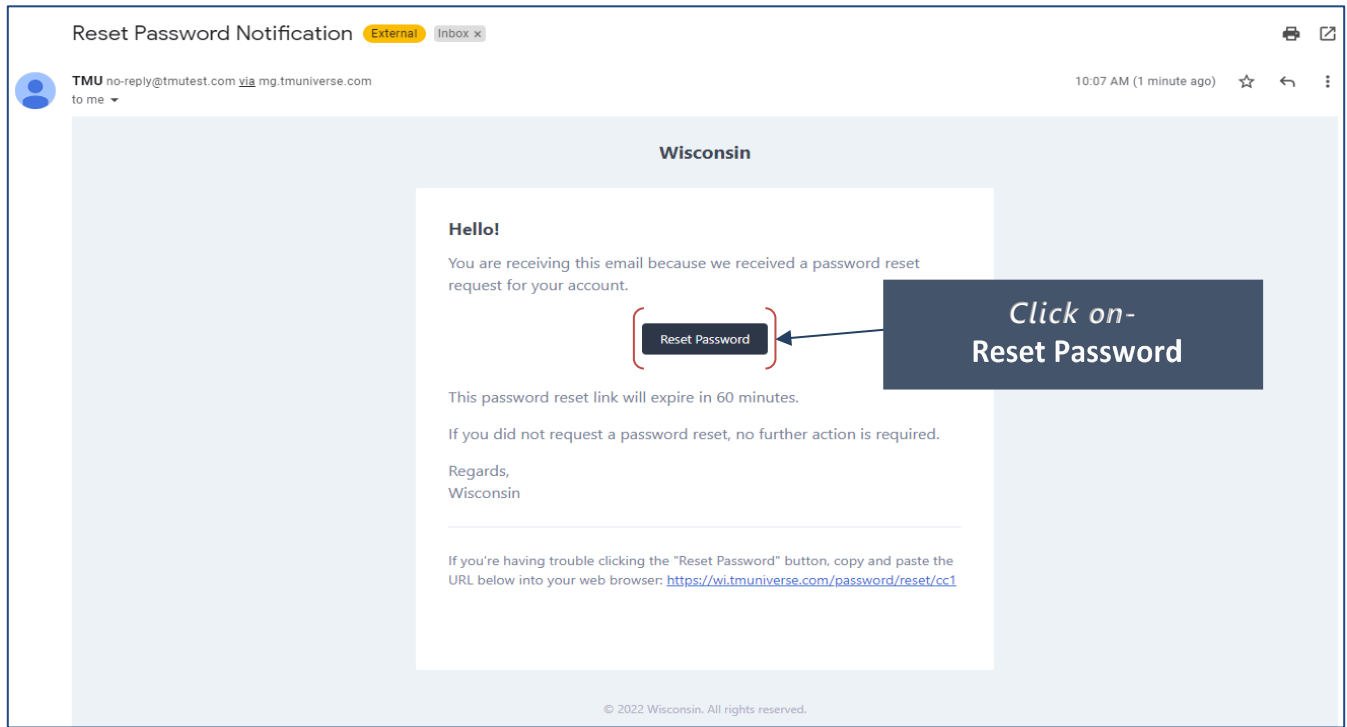 Reset Password Notification External Inbox x
TMU no-reply@tmutest.com via mg.tmuniverse.com
10:07 AM (1 minute ago)
to me
Wisconsin
Hello!
You are receiving this email because we received a password reset
request for your account.
Click on-
Reset Password
Reset Password
This password reset link will expire in 60 minutes.
If you did not request a password reset, no further action is required.
Regards,
Wisconsin
If you're having trouble clicking the "Reset Password" button, copy and paste the
URL below into your web browser: https://wi.tmuniverse.com/password/reset/cc1
© 2022 Wisconsin. All rights reserved.